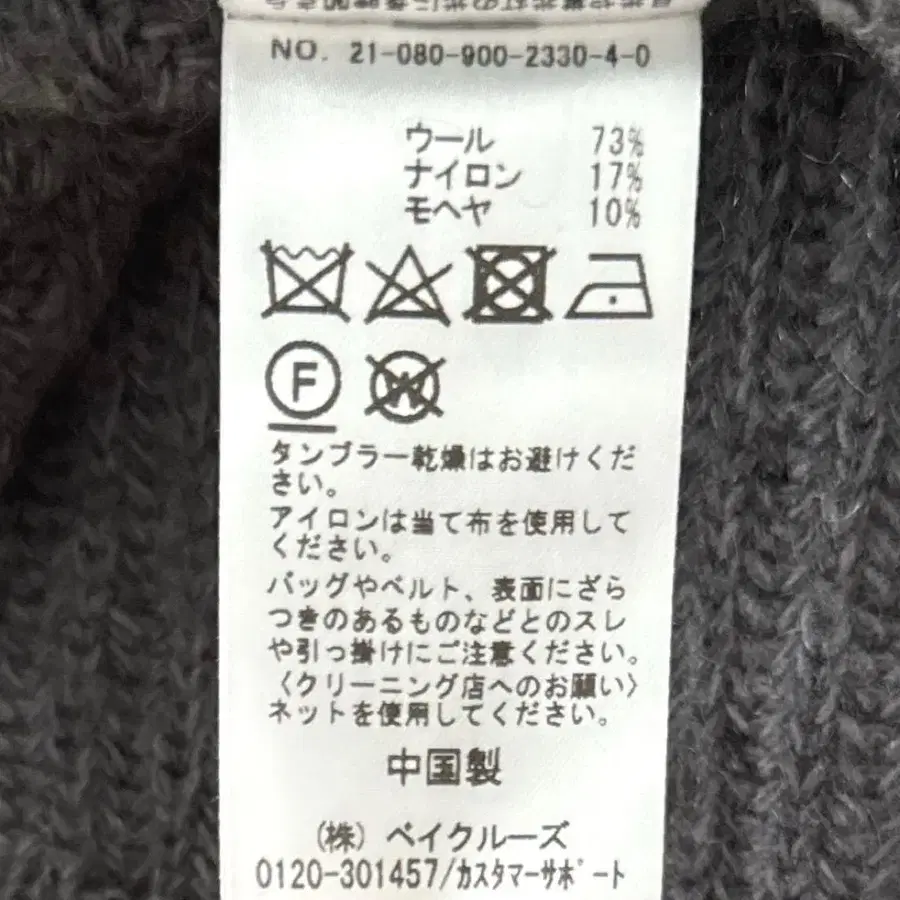 NO. 21-080-900-2330-4-0
ウール 73%
ナイロン 17%
モヘヤ 10%
F W
タンブラー乾燥はお避けくだ
さい。
アイロンは当て布を使用して
ください。
バッグやベルト、表面にざら
つきのあるものなどとのスレ
や引っ掛けにご注意ください。
〈クリーニング店へのお願い〉
ネットを使用してください。
中国製
(株) ベイクルーズ
0120-301457/カスタマーサポート